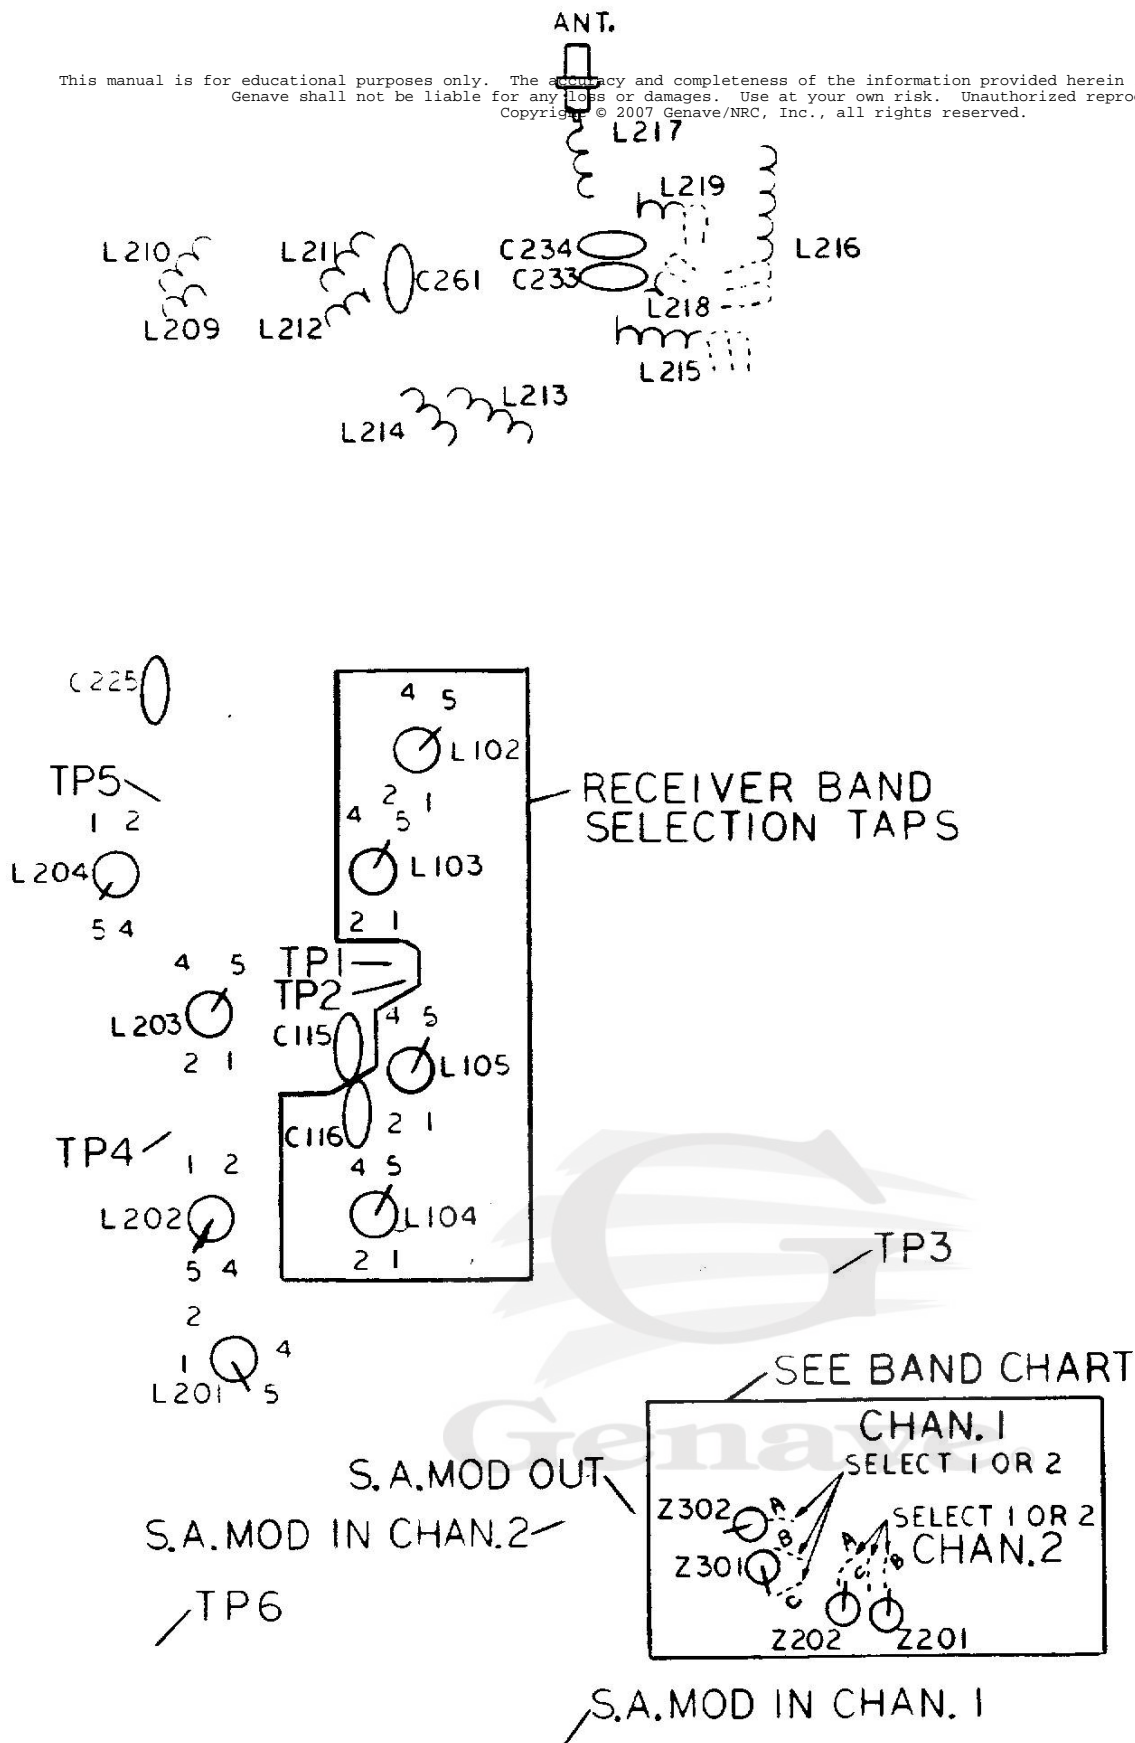 ANT.
This manual is for educational purposes only. The accuracy and completeness of the information provided herein
Genave shall not be liable for any loss or damages. Use at your own risk. Unauthorized repro
Copyright © 2007 Genave/NRC, Inc., all rights reserved.
L217
L219
L210
L211
C234
L216
C261
C233
L218
L209
L212
L215
L213
L214
C225
4 5
L102
TP5
RECEIVER BAND
SELECTION TAPS
2 1
1 2
4 5
L204
L103
5 4
2 1
4 5
TP1
TP2
L203
C115
4 5
2 1
L105
C116
2 1
TP4
1 2
4 5
L202
L104
5 4
2 1
TP3
2
1
4
L201
5
SEE BAND CHART
CHAN. 1
SELECT 1 OR 2
S.A.MOD OUT
Z302
A
SELECT 1 OR 2
S.A.MOD IN CHAN.2
B
A
C
B
CHAN.2
Z301
C
TP6
Z202
Z201
S.A.MOD IN CHAN. 1
Genave.
G